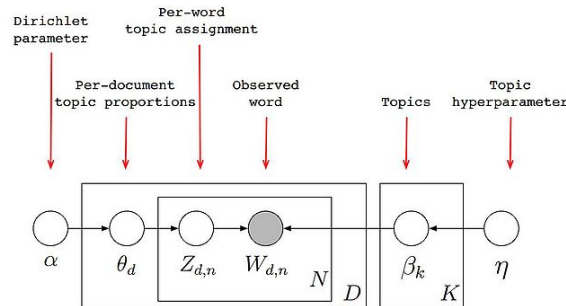 Dirichlet
parameter
Per-word
topic assignment
Per-document
topic proportions
Observed
word
Topics
Topic
hyperparameter
α
θd
Zd,n
Wd,n
N
D
βk
K
η